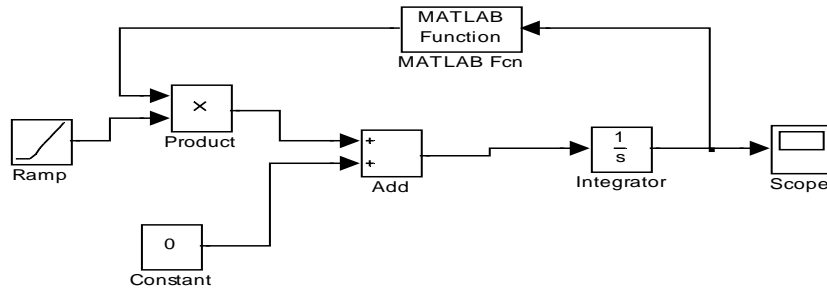 MATLAB
Function
MATLAB Fcn
×
Product
Ramp
+
+
Add
1
s
Integrator
Scope
0
Constant